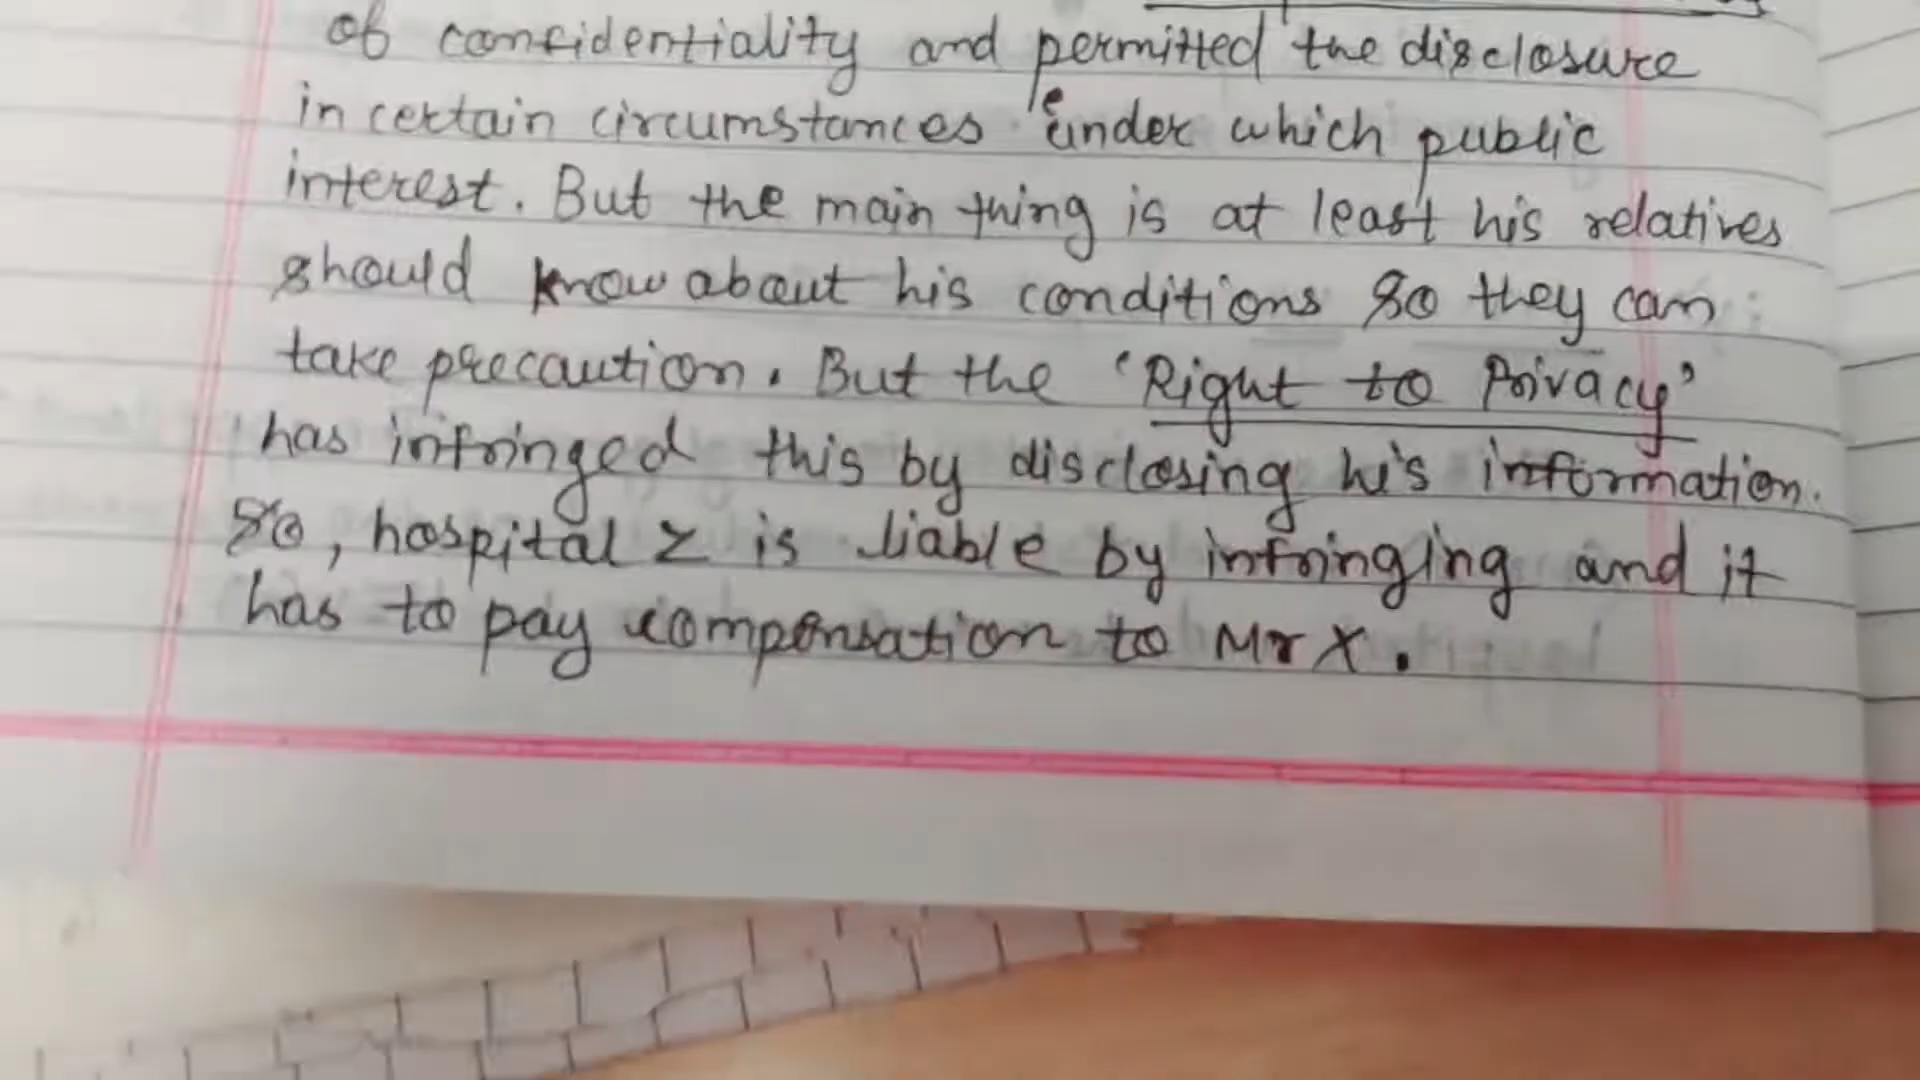 of confidentiality and permitted the disclosure
in certain circumstances under which public
interest. But the main thing is at least his relatives
should know about his conditions so they can
take precaution. But the 'Right to Privacy'
has infringed this by disclosing his information.
So, hospital Z is liable by infringing and it
has to pay compensation to Mr X.